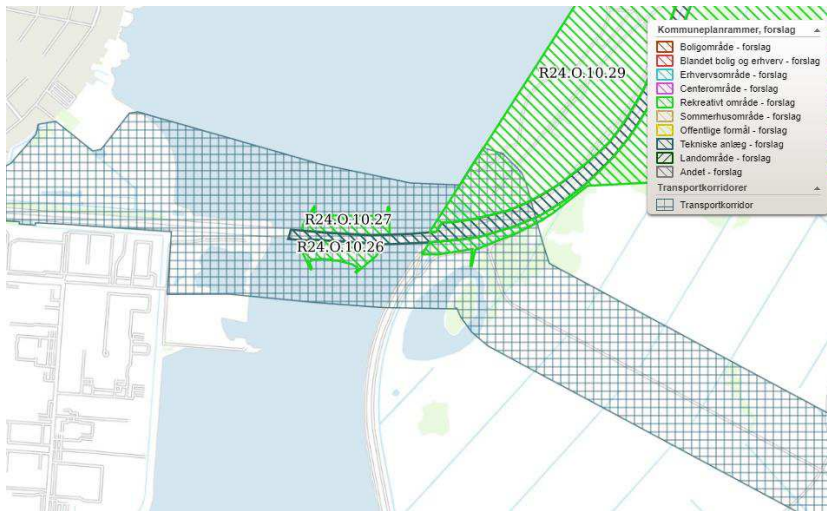 Kommuneplanrammer, forslag
Boligområde - forslag
Blandet bolig og erhverv - forslag
Erhvervsområde - forslag
Centerområde - forslag
Rekreativt område - forslag
Sommerhusområde - forslag
Offentlige formål - forslag
Tekniske anlæg - forslag
Landområde - forslag
Andet - forslag
Transportkorridorer
Transportkorridor
R24.O.10.29
R24.O.10.27
R24.O.10.26